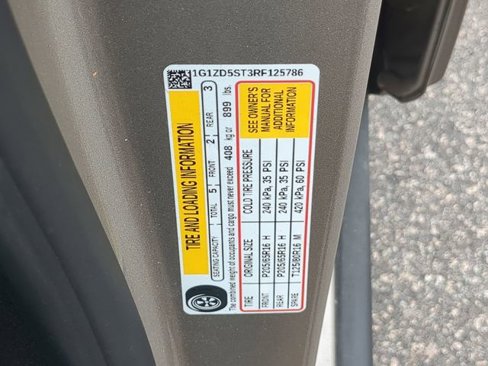 1G1ZD5ST3RF125786
TIRE AND LOADING INFORMATION
SEATING CAPACITY TOTAL 5 FRONT 2 REAR 3
The combined weight of occupants and cargo must never exceed 408 kg or 899 lbs.
TIRE ORIGINAL SIZE COLD TIRE PRESSURE
FRONT P205/65R16 H 240 kPa, 35 PSI
REAR P205/65R16 H 240 kPa, 35 PSI
SPARE T125/80R16 M 420 kPa, 60 PSI
SEE OWNER'S
MANUAL FOR
ADDITIONAL
INFORMATION